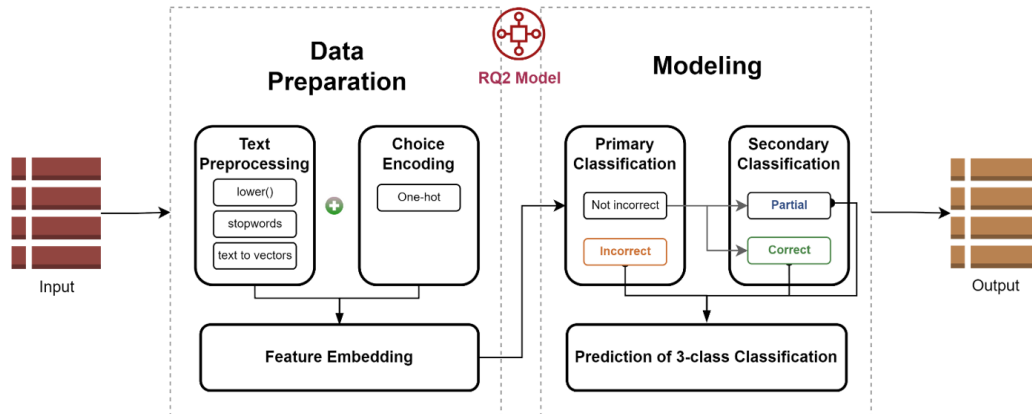 Data
Preparation
RQ2 Model
Modeling
Text
Preprocessing
lower()
stopwords
text to vectors
Choice
Encoding
One-hot
Primary
Classification
Not incorrect
Incorrect
Secondary
Classification
Partial
Correct
Input
Output
Feature Embedding
Prediction of 3-class Classification